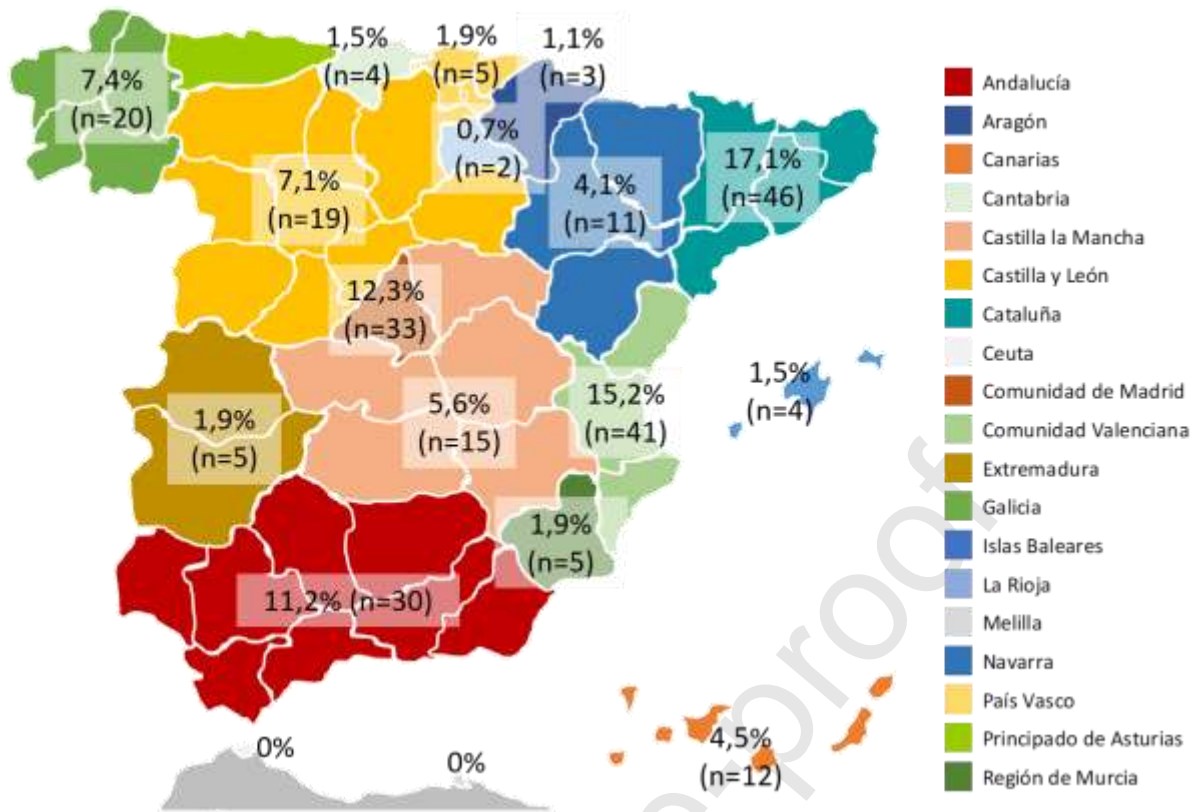 1,5%
(n=4)
1,9%
(n=5)
1,1%
(n=3)
7,4%
(n=20)
0,7%
(n=2)
7,1%
(n=19)
4,1%
(n=11)
17,1%
(n=46)
12,3%
(n=33)
1,5%
(n=4)
1,9%
(n=5)
5,6%
(n=15)
15,2%
(n=41)
1,9%
(n=5)
11,2% (n=30)
0%
0%
4,5%
(n=12)
Andalucía
Aragón
Canarias
Cantabria
Castilla la Mancha
Castilla y León
Cataluña
Ceuta
Comunidad de Madrid
Comunidad Valenciana
Extremadura
Galicia
Islas Baleares
La Rioja
Melilla
Navarra
País Vasco
Principado de Asturias
Región de Murcia
-proof